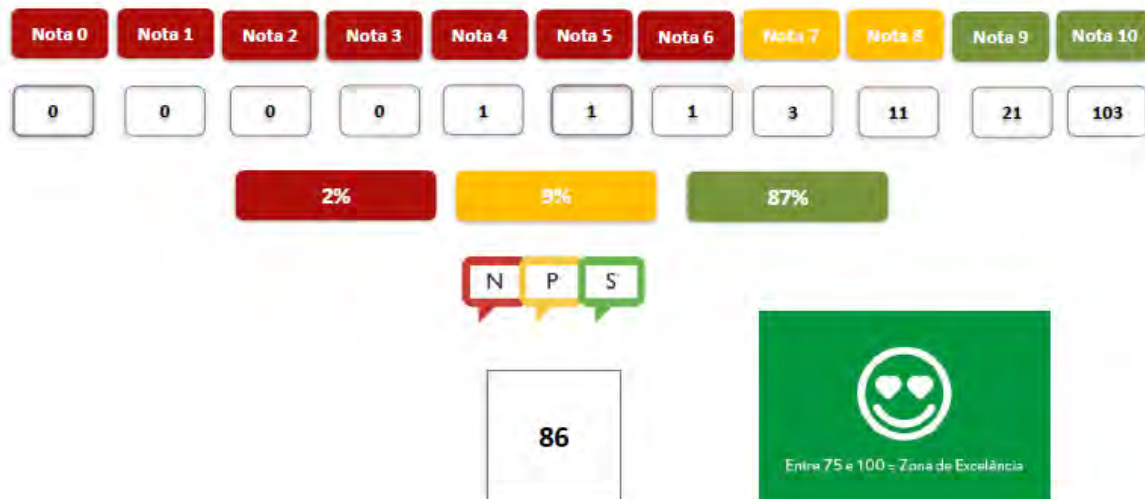 Nota 0 Nota 1 Nota 2 Nota 3 Nota 4 Nota 5 Nota 6 Nota 7 Nota 8 Nota 9 Nota 10
0 0 0 0 1 1 1 3 11 21 103
2% 9% 87%
N P S
86
Entre 75 e 100 = Zona de Excelância